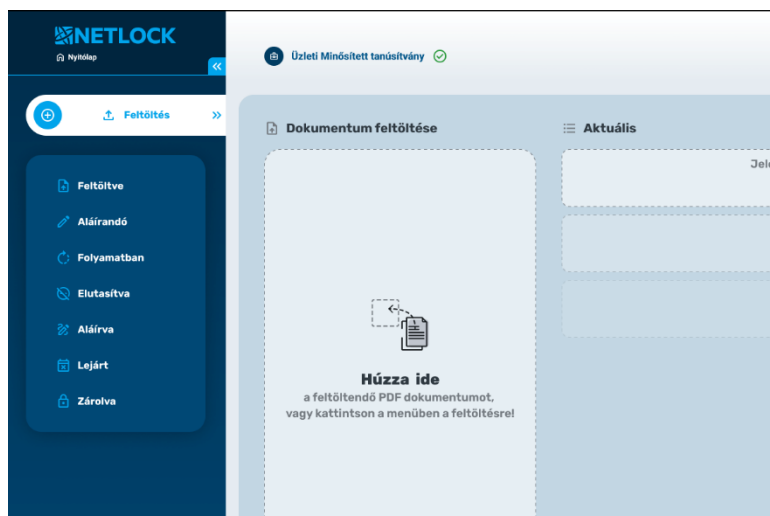 NETLOCK
Nyitólap
Üzleti Minősített tanúsítvány
Feltöltés
Feltöltve
Aláírandó
Folyamatban
Elutasítva
Aláírva
Lejárt
Zárolva
Dokumentum feltöltése
Húzza ide
a feltöltendő PDF dokumentumot,
vagy kattintson a menüben a feltöltésre!
Aktuális